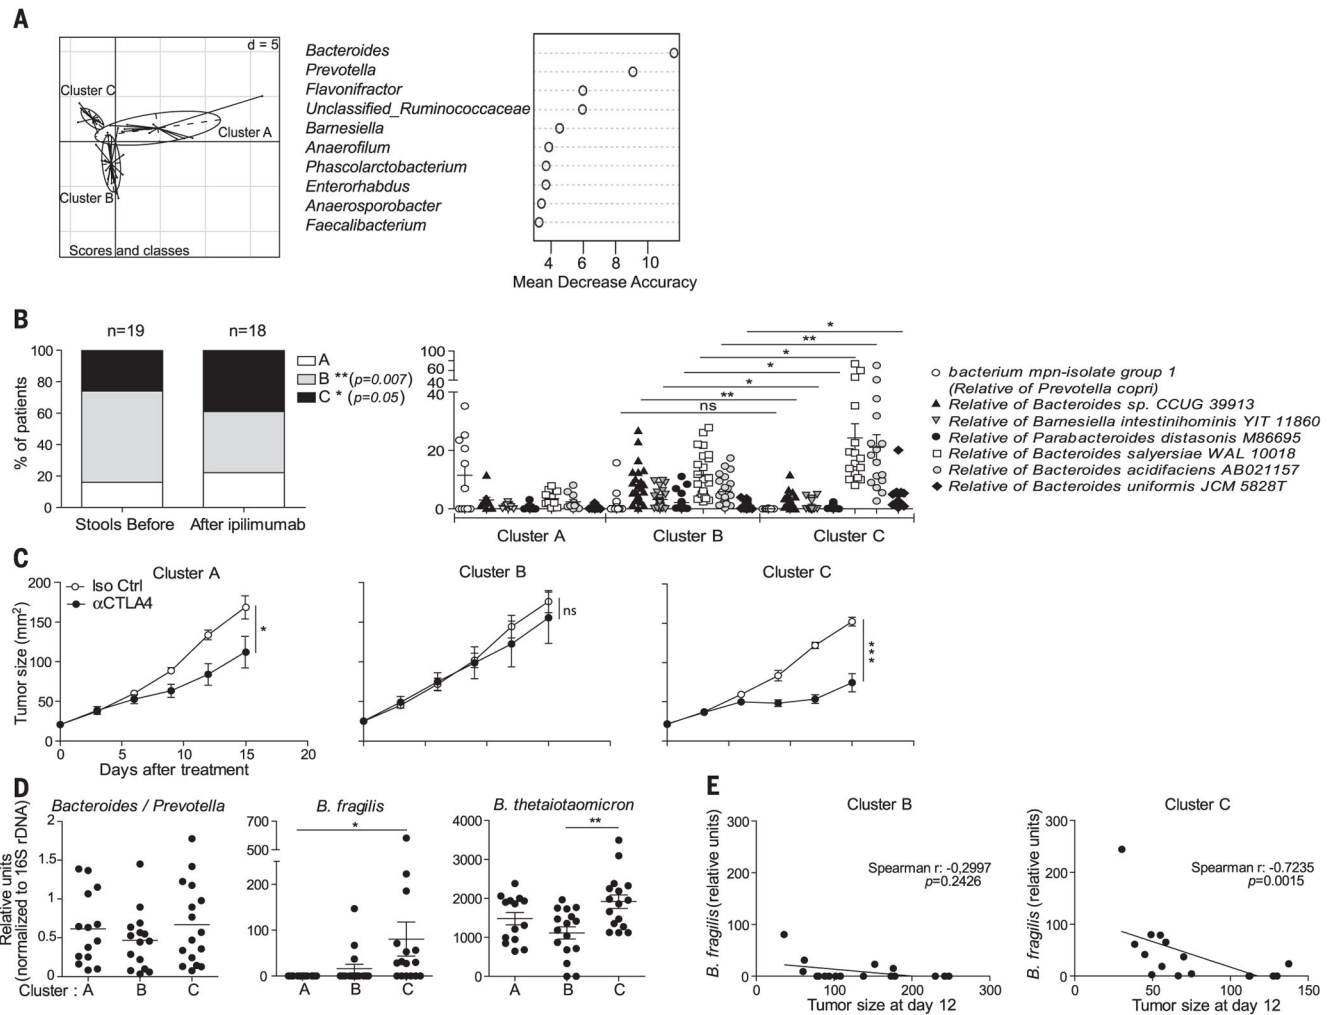 A
d = 5
Cluster C
Cluster A
Cluster B
Scores and classes
Bacteroides
Prevotella
Flavonifractor
Unclassified_Ruminococcaceae
Barnesiella
Anaerofilum
Phascolarctobacterium
Enterorhabdus
Anaerosporobacter
Faecalibacterium
4 6 8 10
Mean Decrease Accuracy
B
n=19 n=18
100
80
60
40
20
0
% of patients
Stools Before After ipilimumab
A
B ** (p=0.007)
C * (p=0.05)
*
**
*
*
*
**
ns
100
80
60
40
40
20
0
Cluster A Cluster B Cluster C
bacterium mpn-isolate group 1
(Relative of Prevotella copri)
Relative of Bacteroides sp. CCUG 39913
Relative of Barnesiella intestinihominis YIT 11860
Relative of Parabacteroides distasonis M86695
Relative of Bacteroides salyersiae WAL 10018
Relative of Bacteroides acidifaciens AB021157
Relative of Bacteroides uniformis JCM 5828T
C
Cluster A
Iso Ctrl
αCTLA4
200
150
100
50
0
Tumor size (mm²)
*
0 5 10 15 20
Days after treatment
Cluster B
ns
Cluster C
***
D
Bacteroides / Prevotella
Relative units
(normalized to 16S rDNA)
2
1.5
1
0.5
0
Cluster : A B C
B. fragilis
700
500
200
100
0
*
A B C
B. thetaiotaomicron
4000
3000
2000
1000
0
**
A B C
E
Cluster B
B. fragilis (relative units)
300
200
100
0
Spearman r: -0,2997
p=0.2426
0 100 200 300
Tumor size at day 12
Cluster C
B. fragilis (relative units)
300
200
100
0
Spearman r: -0.7235
p=0.0015
0 50 100 150
Tumor size at day 12